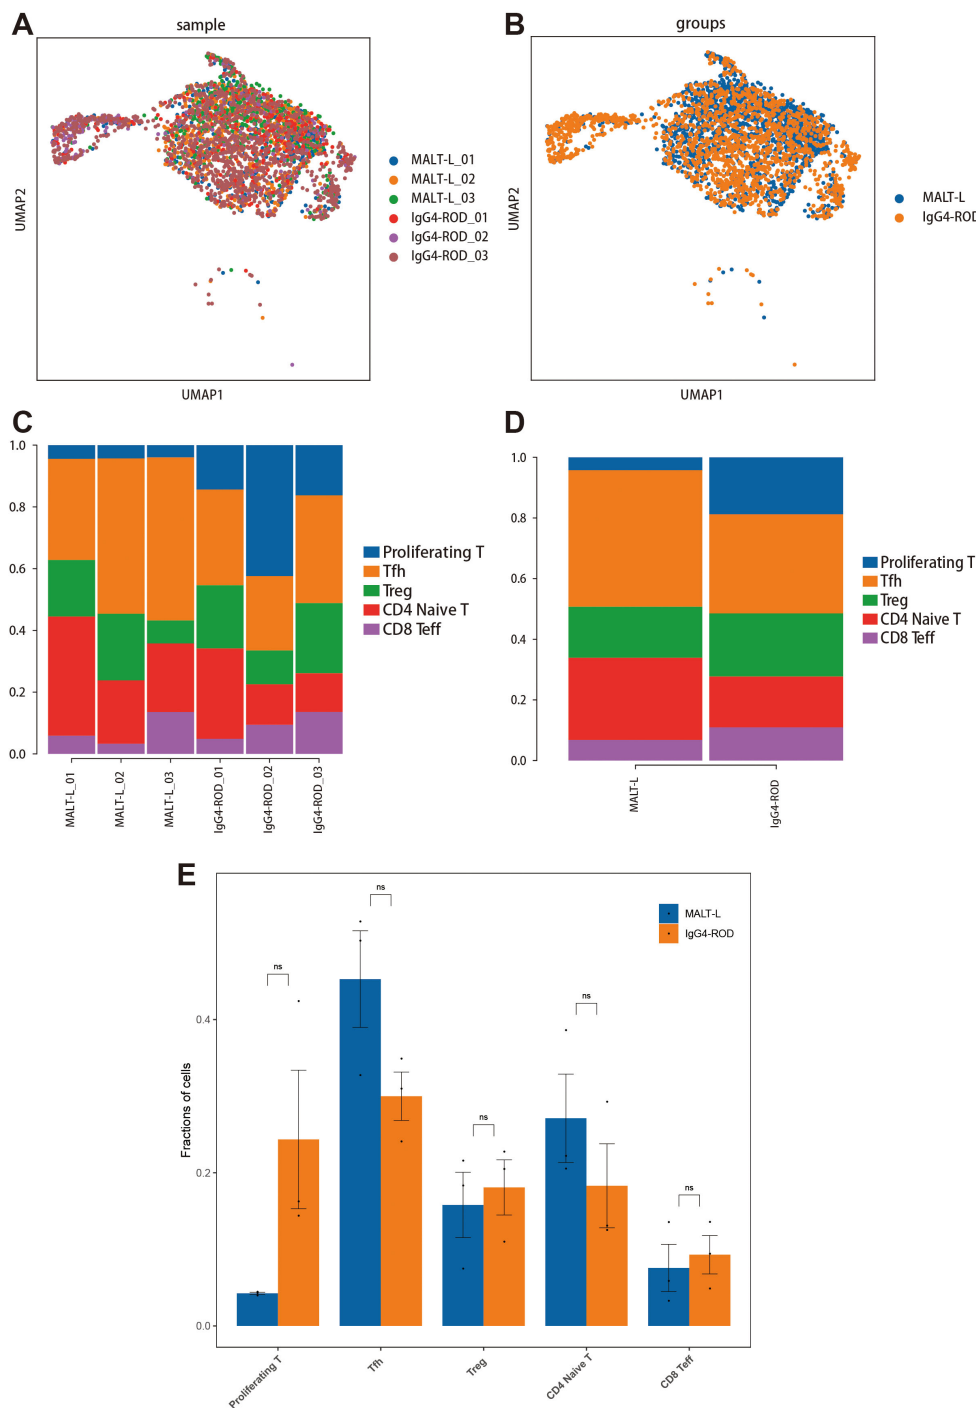 A
sample
UMAP2
UMAP1
MALT-L_01
MALT-L_02
MALT-L_03
IgG4-ROD_01
IgG4-ROD_02
IgG4-ROD_03
B
groups
UMAP2
UMAP1
MALT-L
IgG4-ROD
C
1.0
0.8
0.6
0.4
0.2
0.0
MALT-L_01
MALT-L_02
MALT-L_03
IgG4-ROD_01
IgG4-ROD_02
IgG4-ROD_03
Proliferating T
Tfh
Treg
CD4 Naive T
CD8 Teff
D
1.0
0.8
0.6
0.4
0.2
0.0
MALT-L
IgG4-ROD
Proliferating T
Tfh
Treg
CD4 Naive T
CD8 Teff
E
Fractions of cells
0.4
0.2
0.0
ns
ns
ns
ns
ns
MALT-L
IgG4-ROD
Proliferating T
Tfh
Treg
CD4 Naive T
CD8 Teff